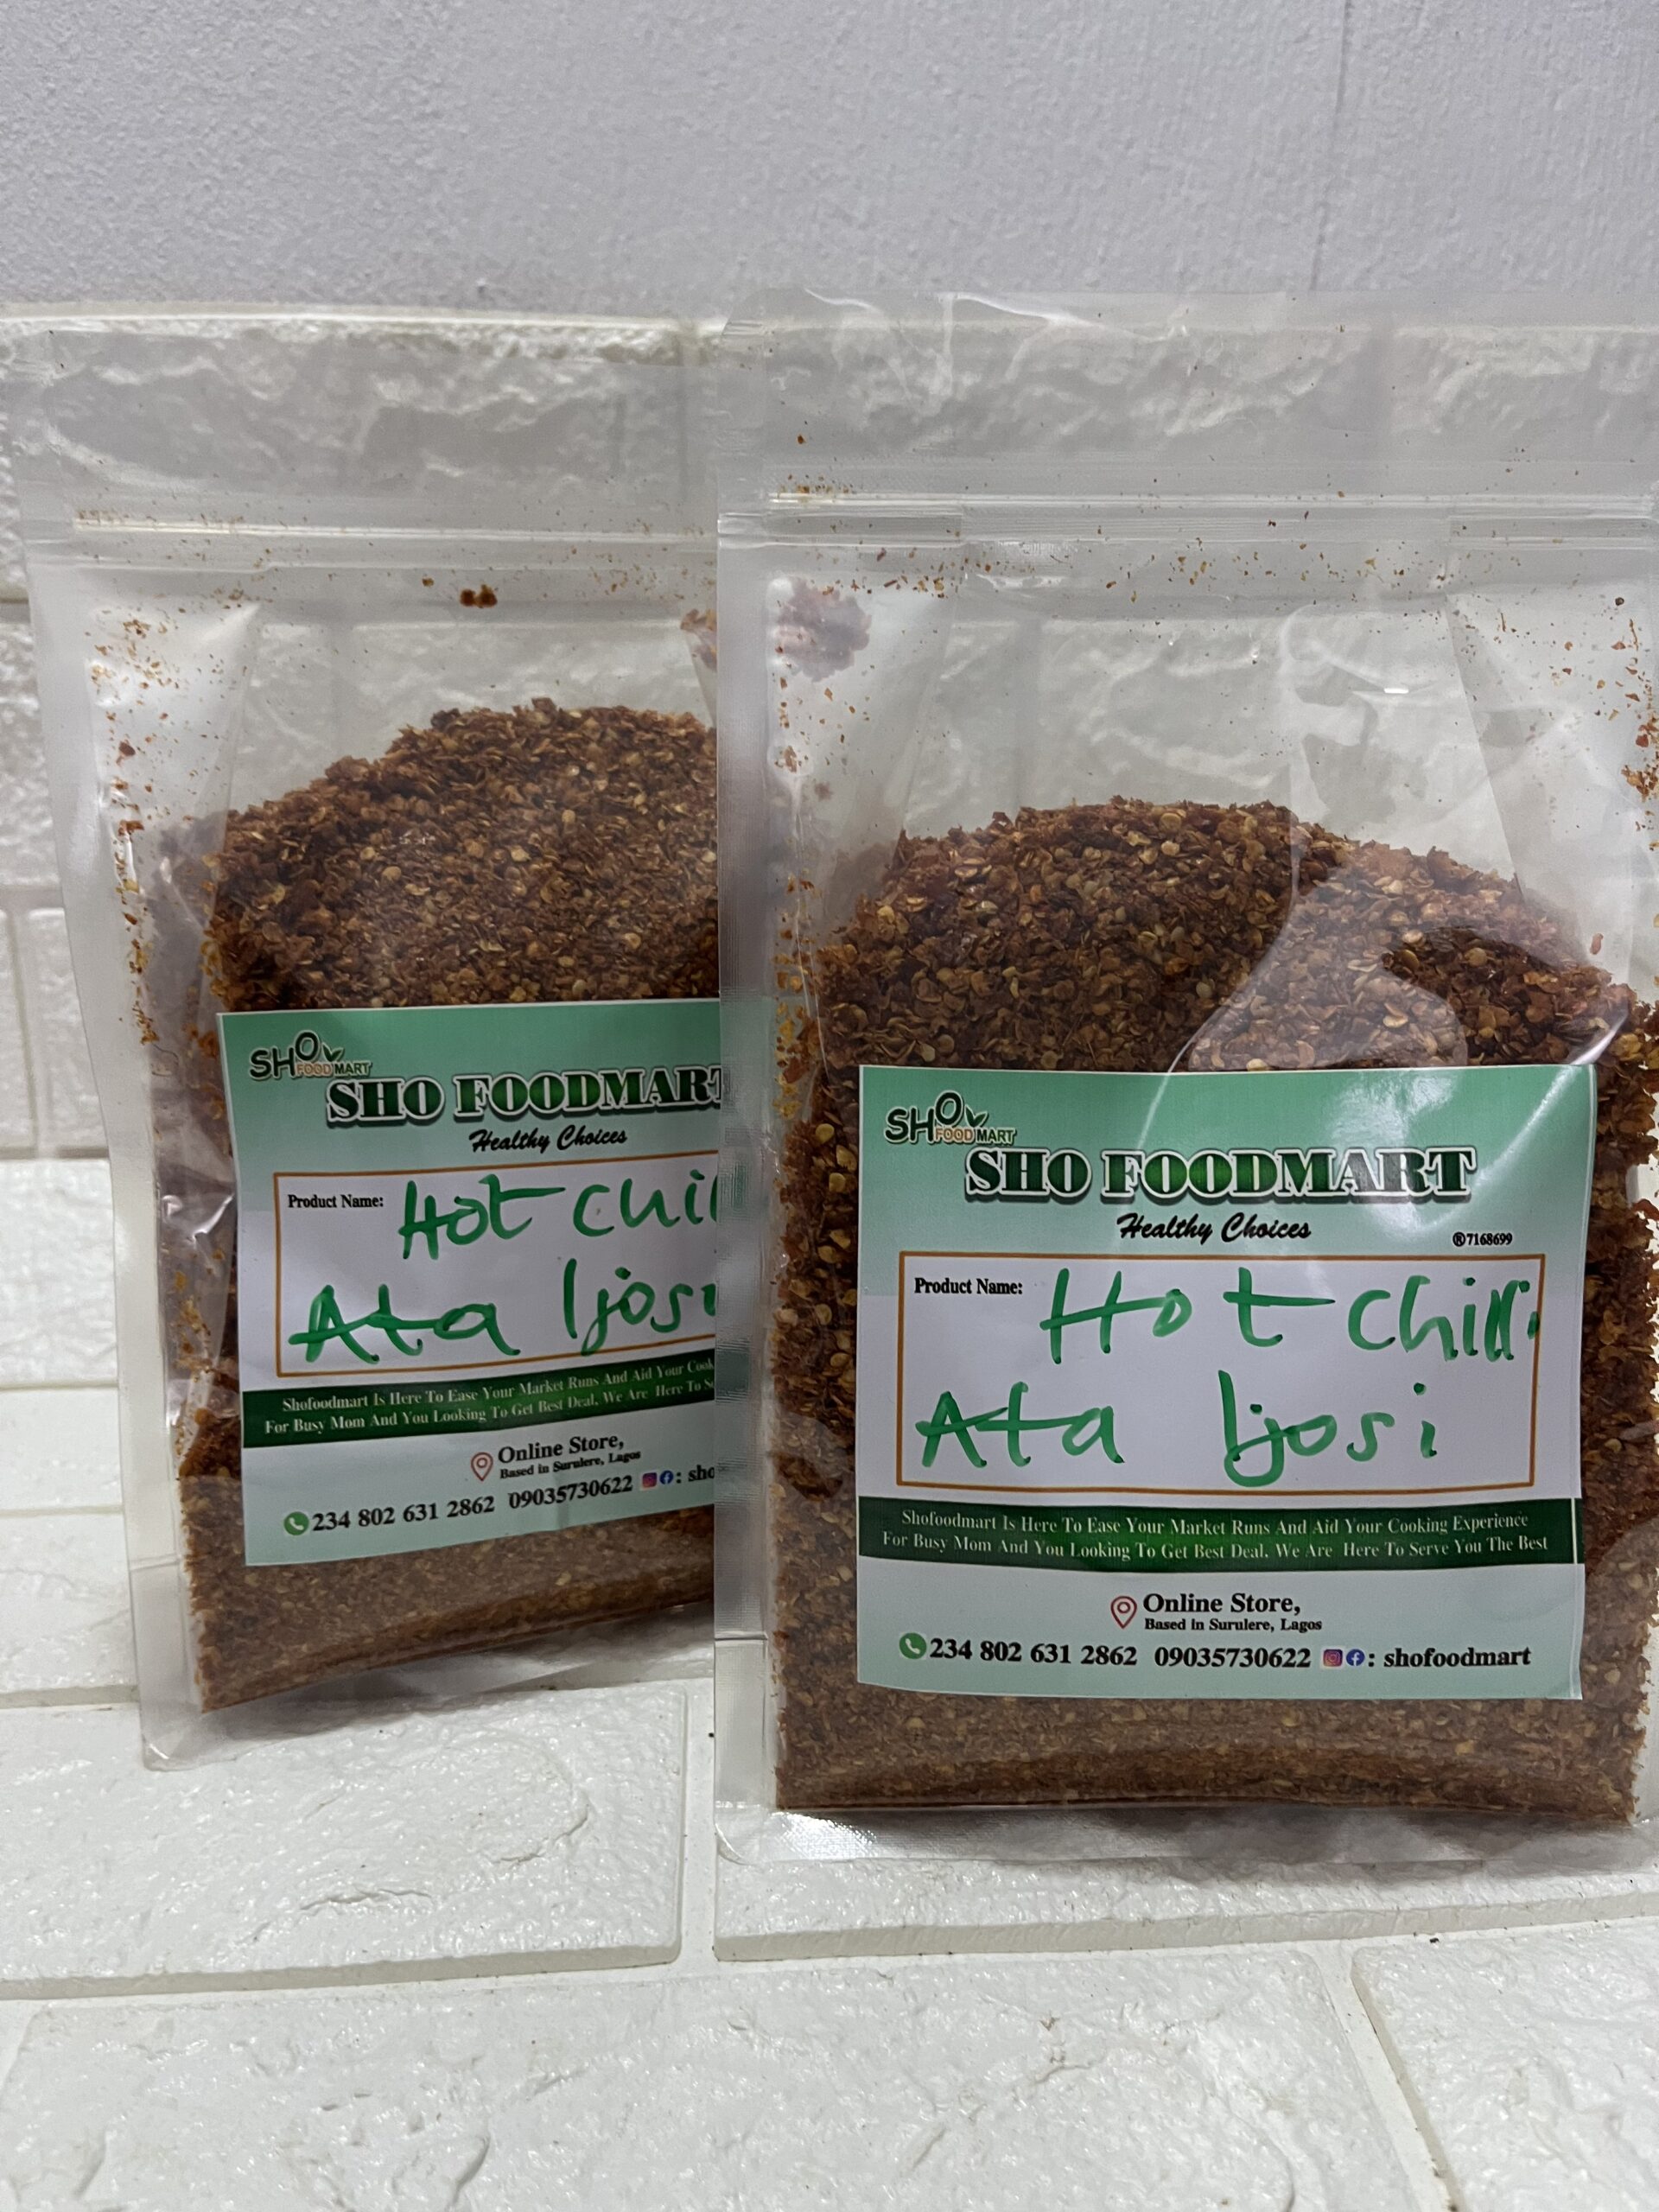 SHO
FOOD MART
SHO FOODMART
Healthy Choices
Product Name: Hot chil
Ata Ijosi
Shofoodmart Is Here To Ease Your Market Runs And Aid Your Cook
For Busy Mom And You Looking To Get Best Deal, We Are Here To S
Online Store,
Based in Surulere, Lagos
234 802 631 2862 09035730622 : sho
SHO
FOOD MART
SHO FOODMART
Healthy Choices
®7168699
Product Name: Hot chilli
Ata Ijosi
Shofoodmart Is Here To Ease Your Market Runs And Aid Your Cooking Experience
For Busy Mom And You Looking To Get Best Deal, We Are Here To Serve You The Best
Online Store,
Based in Surulere, Lagos
234 802 631 2862 09035730622 : shofoodmart